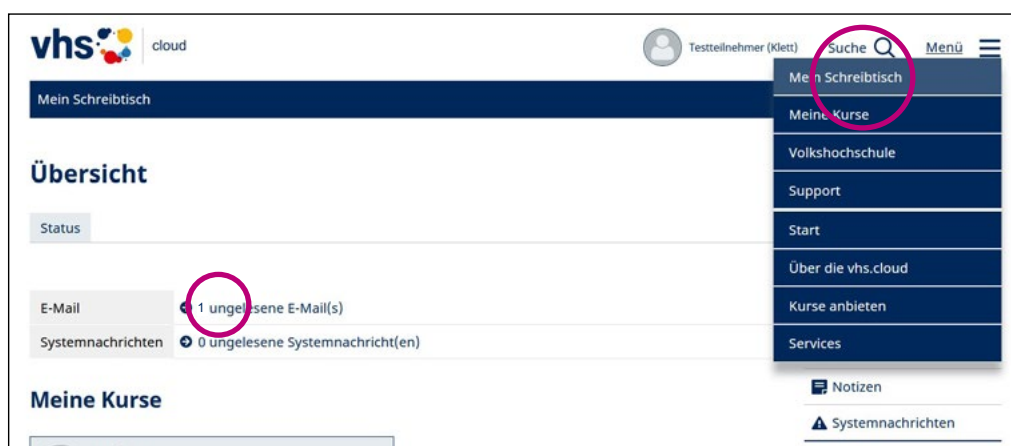 vhs cloud
Testteilnehmer (Klett) Suche Menü
Mein Schreibtisch
Mein Schreibtisch
Meine Kurse
Volkshochschule
Support
Start
Über die vhs.cloud
Kurse anbieten
Services
Übersicht
Status
E-Mail 1 ungelesene E-Mail(s)
Systemnachrichten 0 ungelesene Systemnachricht(en)
Notizen
Systemnachrichten
Meine Kurse